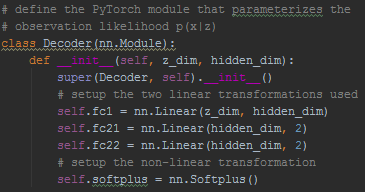 # define the PyTorch module that parameterizes the
# observation likelihood p(x|z)
class Decoder(nn.Module):
    def __init__(self, z_dim, hidden_dim):
        super(Decoder, self).__init__()
        # setup the two linear transformations used
        self.fc1 = nn.Linear(z_dim, hidden_dim)
        self.fc21 = nn.Linear(hidden_dim, 2)
        self.fc22 = nn.Linear(hidden_dim, 2)
        # setup the non-linear transformation
        self.softplus = nn.Softplus()